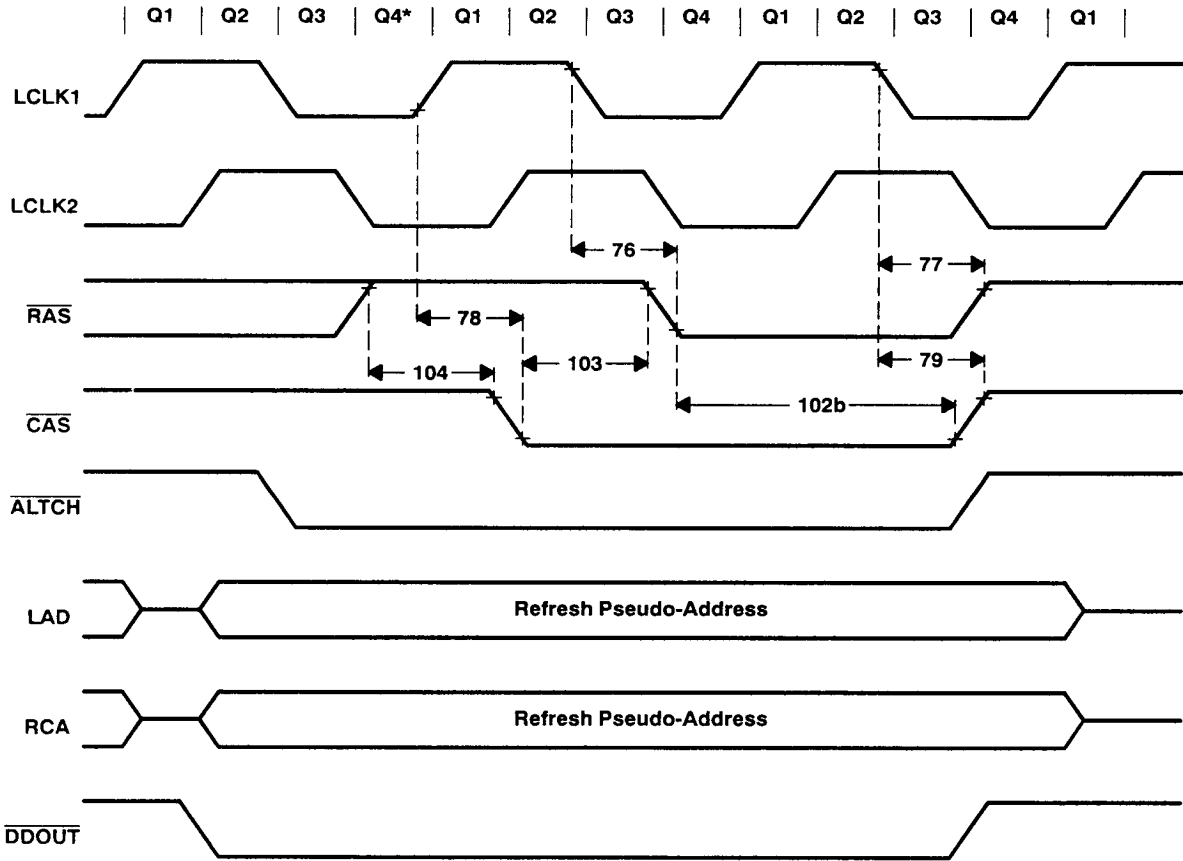 Q1 Q2 Q3 Q4* Q1 Q2 Q3 Q4 Q1 Q2 Q3 Q4 Q1
LCLK1
LCLK2
76
77
RAS
78
103
79
104
CAS
102b
ALTCH
LAD
Refresh Pseudo-Address
RCA
Refresh Pseudo-Address
DDOUT